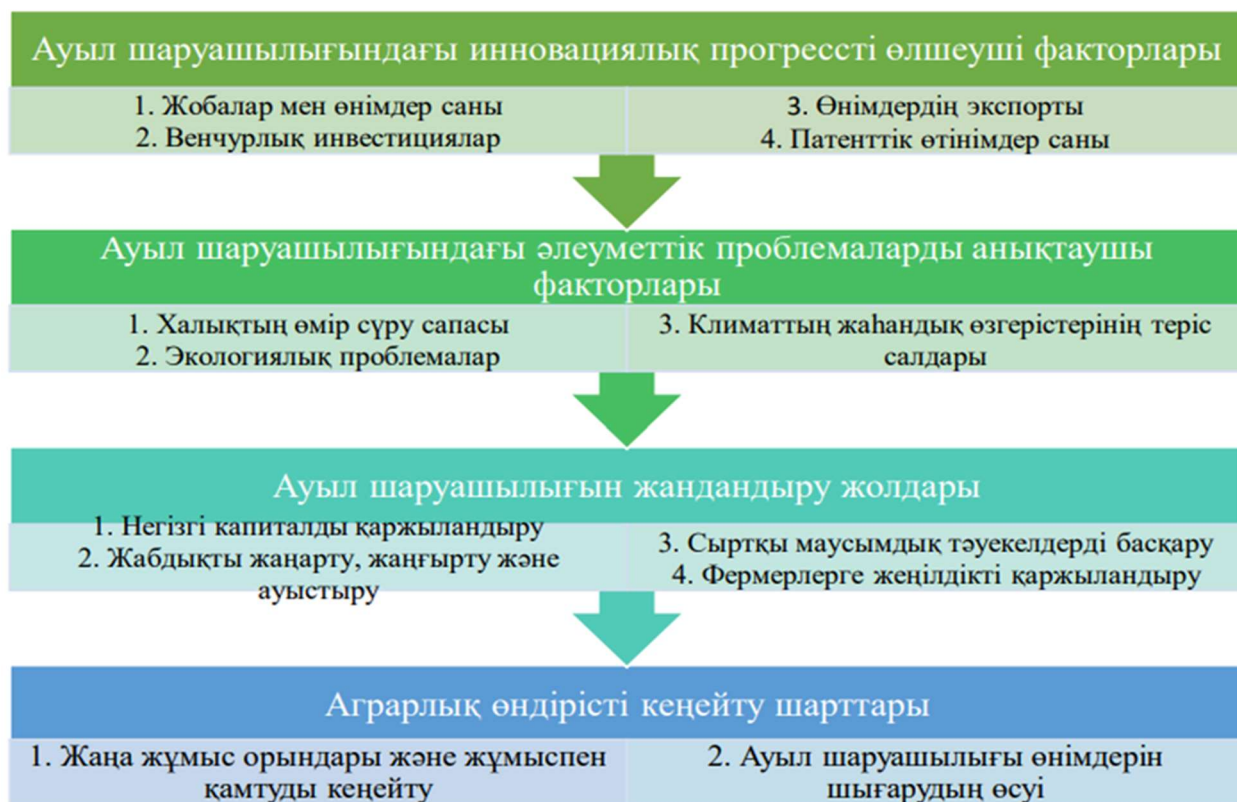 Ауыл шаруашылығындағы инновациялық прогрессті өлшеуші факторлары
1. Жобалар мен өнімдер саны
2. Венчурлық инвестициялар
3. Өнімдердің экспорты
4. Патенттік өтінімдер саны
Ауыл шаруашылығындағы әлеуметтік проблемаларды анықтаушы
факторлары
1. Халықтың өмір сүру сапасы
2. Экологиялық проблемалар
3. Климаттың жаһандық өзгерістерінің теріс
салдары
Ауыл шаруашылығын жандандыру жолдары
1. Негізгі капиталды қаржыландыру
2. Жабдықты жаңарту, жаңғырту және
ауыстыру
3. Сыртқы маусымдық тәуекелдерді басқару
4. Фермерлерге жеңілдікті қаржыландыру
Аграрлық өндірісті кеңейту шарттары
1. Жаңа жұмыс орындары және жұмыспен
қамтуды кеңейту
2. Ауыл шаруашылығы өнімдерін
шығарудың өсуі